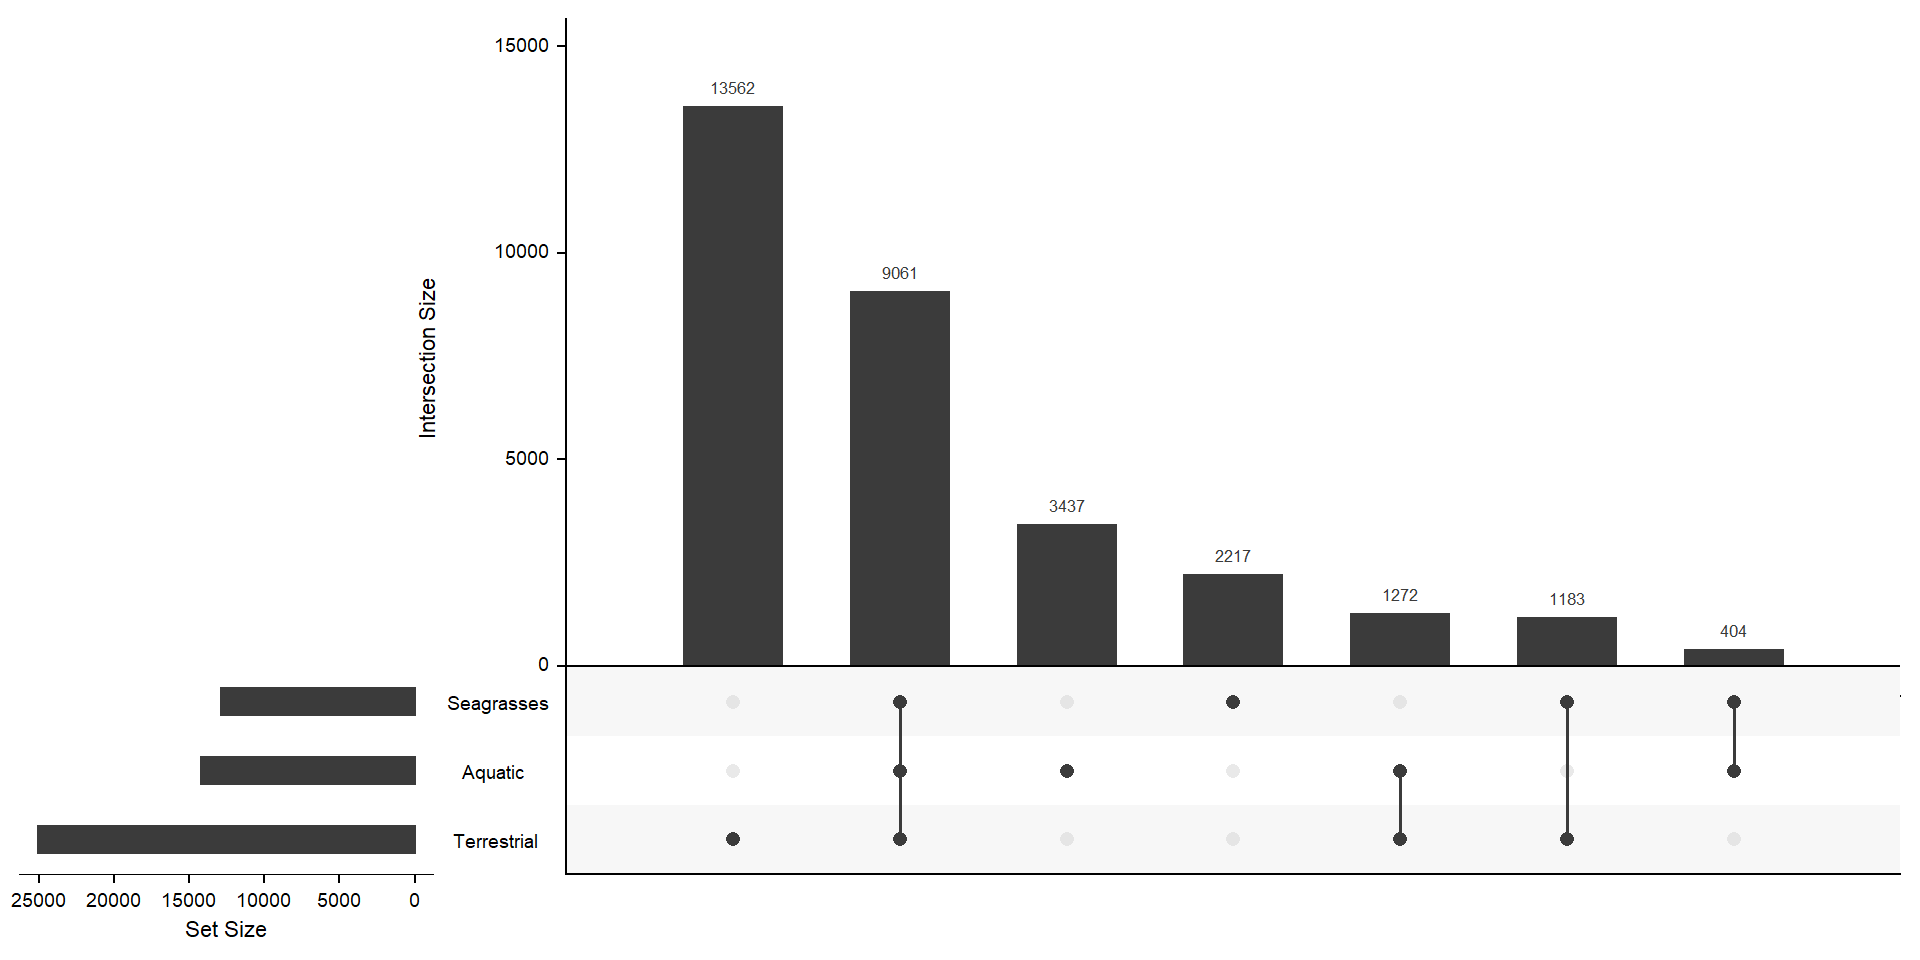 15000
13562
10000
9061
Intersection Size
5000
3437
2217
1272
1183
404
0
Seagrasses
Aquatic
Terrestrial
25000 20000 15000 10000 5000 0
Set Size